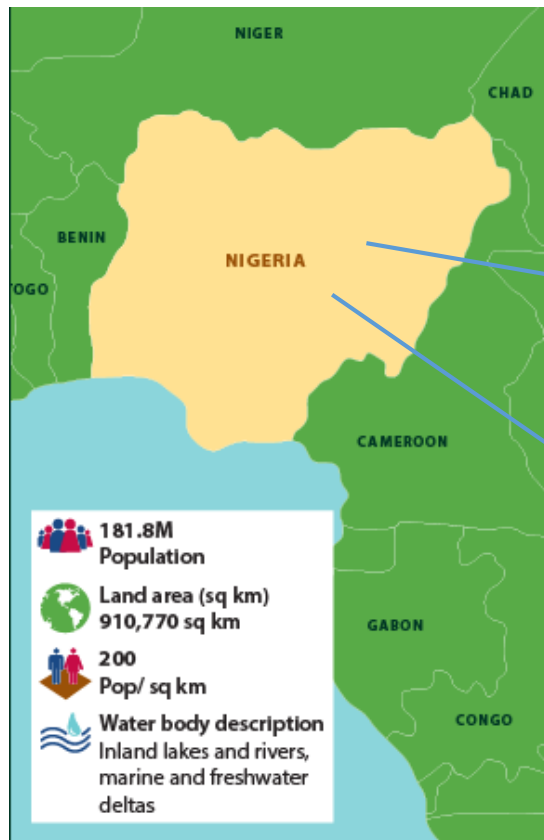 NIGER
CHAD
BENIN
NIGERIA
TOGO
CAMEROON
181.8M
Population
Land area (sq km)
910,770 sq km
GABON
200
Pop/ sq km
CONGO
Water body description
Inland lakes and rivers,
marine and freshwater
deltas